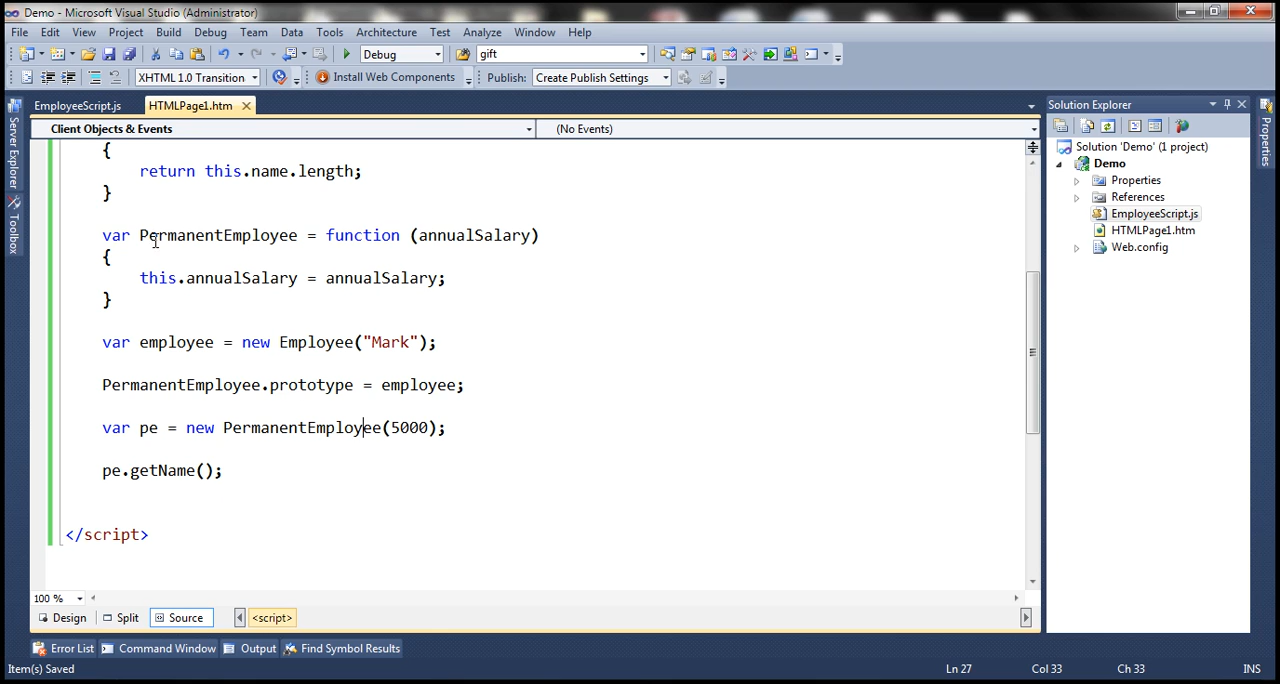 Demo - Microsoft Visual Studio (Administrator)
File Edit View Project Build Debug Team Data Tools Architecture Test Analyze Window Help
Debug gift
XHTML 1.0 Transition Install Web Components Publish: Create Publish Settings
EmployeeScript.js HTMLPage1.htm
Client Objects & Events (No Events)
{
return this.name.length;
}
var PermanentEmployee = function (annualSalary)
{
this.annualSalary = annualSalary;
}
var employee = new Employee("Mark");
PermanentEmployee.prototype = employee;
var pe = new PermanentEmployee(5000);
pe.getName();
</script>
100 %
Design Split Source <script>
Error List Command Window Output Find Symbol Results
Item(s) Saved Ln 27 Col 33 Ch 33 INS
Server Explorer
Toolbox
Solution Explorer
Solution 'Demo' (1 project)
Demo
Properties
References
EmployeeScript.js
HTMLPage1.htm
Web.config
Properties